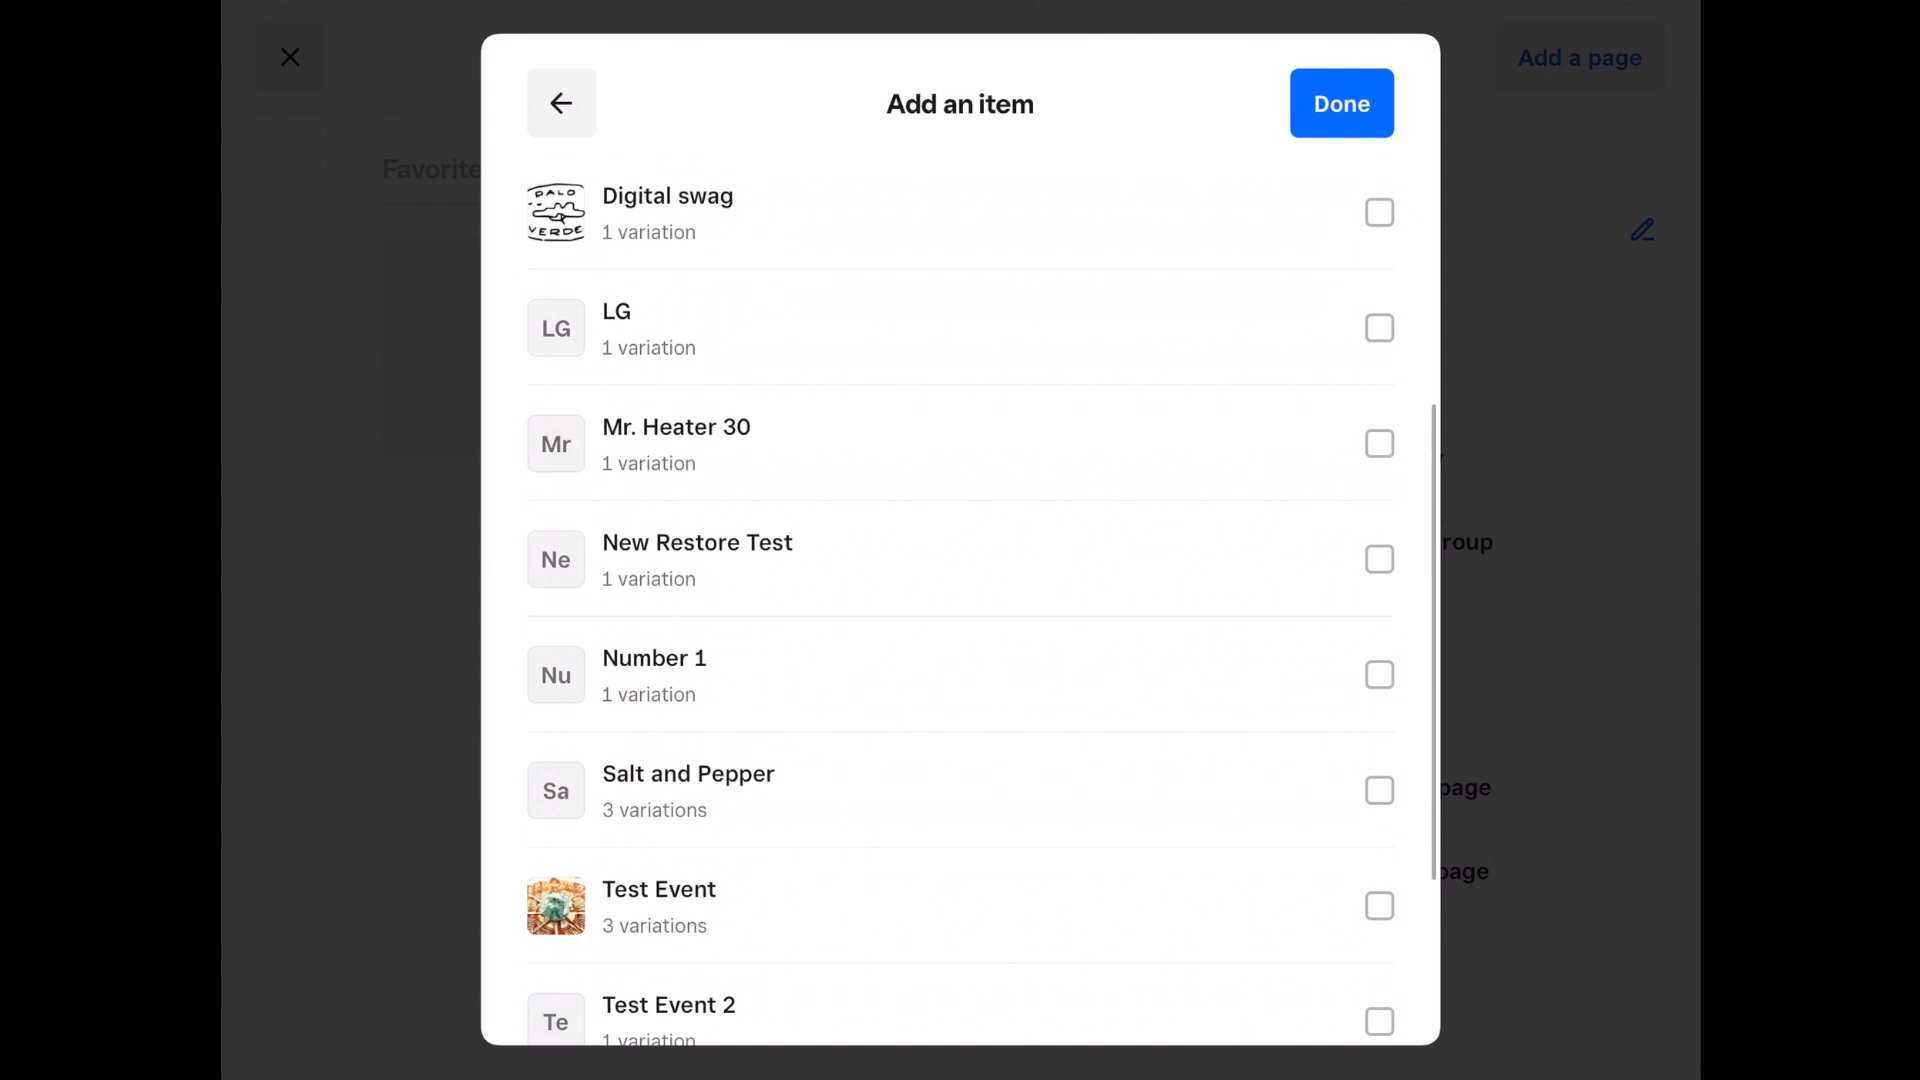 Add a page
Add an item
Done
Favorite
PALO
VERDE
Digital swag
1 variation
LG
LG
1 variation
Mr
Mr. Heater 30
1 variation
Ne
New Restore Test
1 variation
roup
Nu
Number 1
1 variation
Sa
Salt and Pepper
3 variations
page
Test Event
3 variations
page
Te
Test Event 2
1 variation